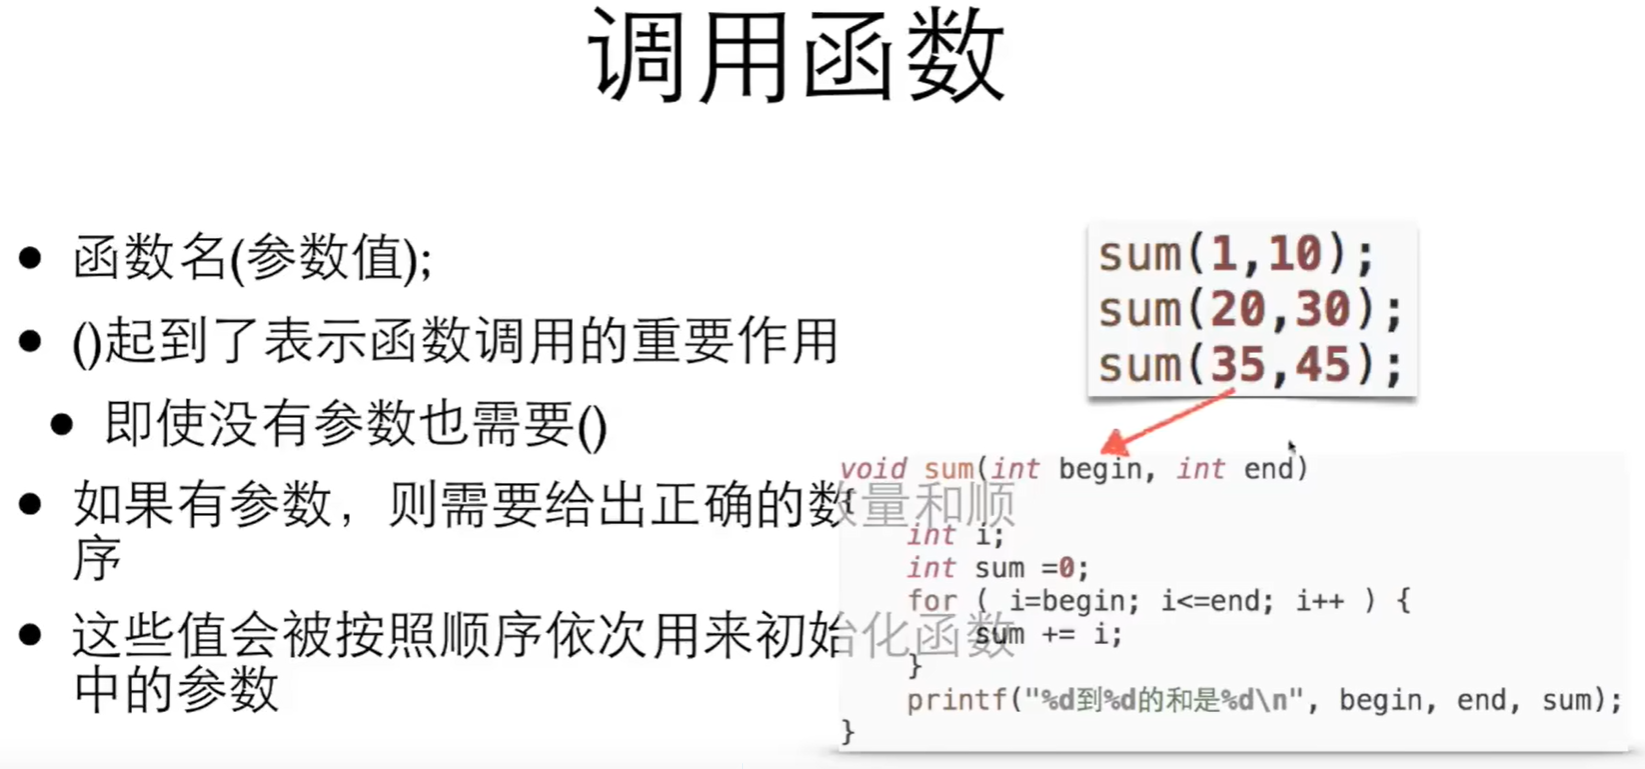 调用函数
● 函数名(参数值);
● ()起到了表示函数调用的重要作用
● 即使没有参数也需要()
● 如果有参数，则需要给出正确的数量和顺
序
● 这些值会被按照顺序依次用来初始化函数
中的参数
sum(1,10);
sum(20,30);
sum(35,45);
void sum(int begin, int end)
{
    int i;
    int sum =0;
    for ( i=begin; i<=end; i++ ) {
        sum += i;
    }
    printf("%d到%d的和是%d\n", begin, end, sum);
}